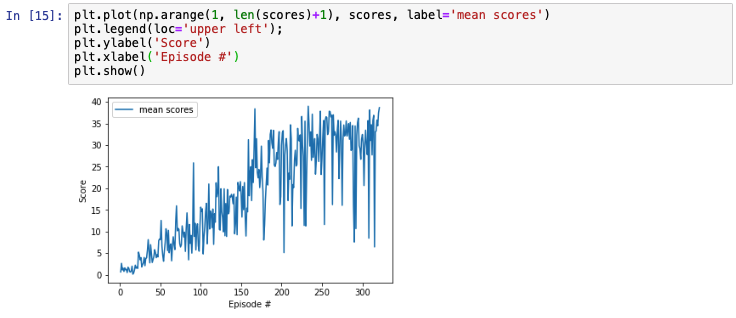 In [15]: plt.plot(np.arange(1, len(scores)+1), scores, label='mean scores')
plt.legend(loc='upper left');
plt.ylabel('Score')
plt.xlabel('Episode #')
plt.show()
mean scores
40
35
30
25
20
15
10
5
0
Score
0 50 100 150 200 250 300
Episode #